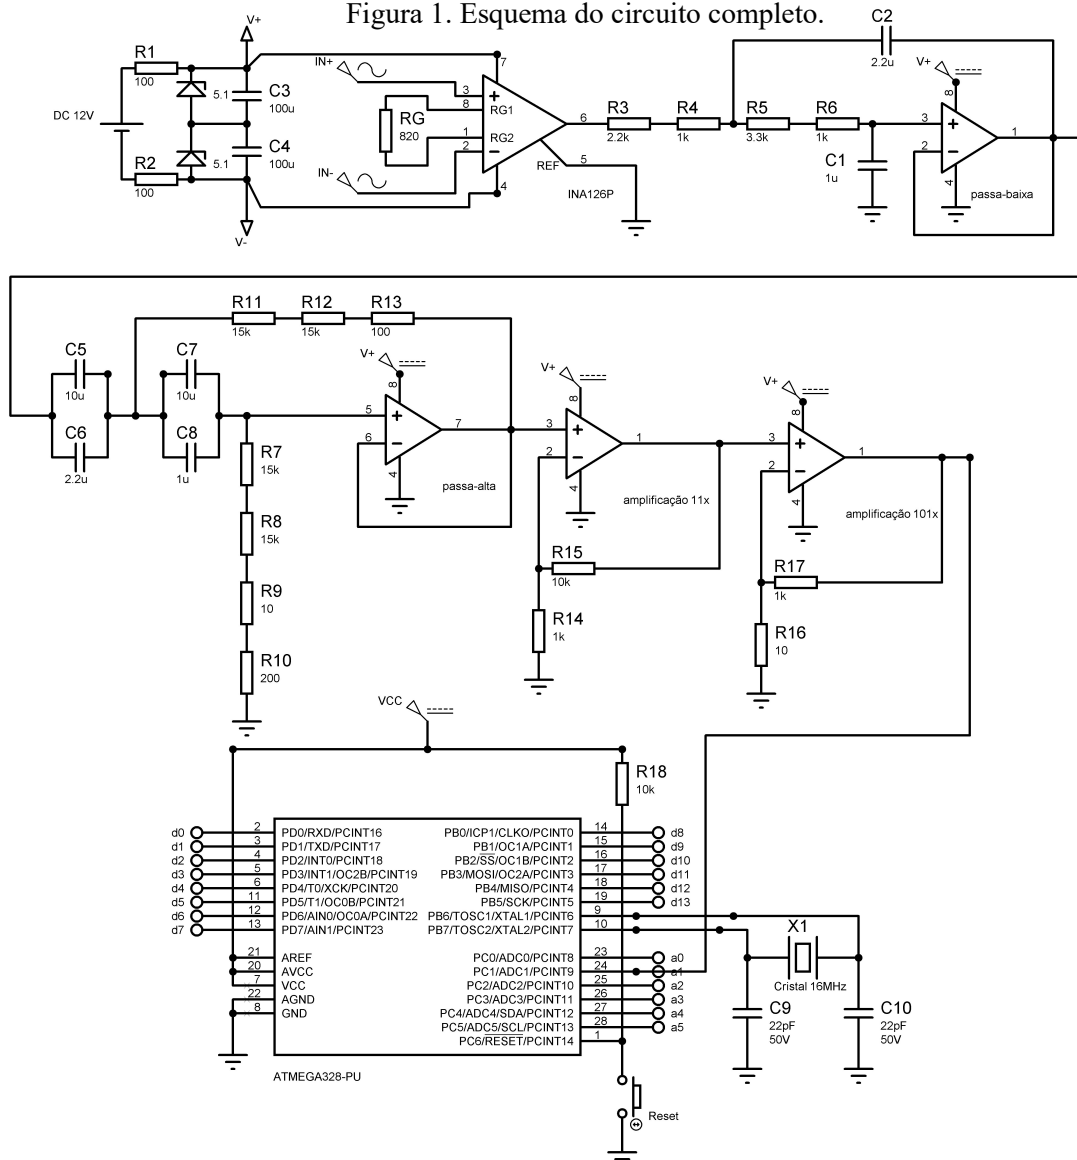 Figura 1. Esquema do circuito completo.
V+
R1
100
DC 12V
5.1
C3
100u
5.1
C4
100u
R2
100
V-
IN+
RG
820
IN-
3
8
1
2
7
4
RG1
RG2
6
REF
5
INA126P
R3
2.2k
R4
1k
C2
2.2u
R5
3.3k
R6
1k
C1
1u
V+
8
3
2
1
4
passa-baixa
R11
15k
R12
15k
R13
100
C5
10u
C6
2.2u
C7
10u
C8
1u
R7
15k
R8
15k
R9
10
R10
200
V+
8
5
6
7
4
passa-alta
V+
8
3
2
1
4
amplificação 11x
R15
10k
R14
1k
V+
8
3
2
1
4
amplificação 101x
R17
1k
R16
10
VCC
R18
10k
d0 2 PD0/RXD/PCINT16
d1 3 PD1/TXD/PCINT17
d2 4 PD2/INT0/PCINT18
d3 5 PD3/INT1/OC2B/PCINT19
d4 6 PD4/T0/XCK/PCINT20
d5 11 PD5/T1/OC0B/PCINT21
d6 12 PD6/AIN0/OC0A/PCINT22
d7 13 PD7/AIN1/PCINT23
21 AREF
20 AVCC
7 VCC
22 AGND
8 GND
PB0/ICP1/CLKO/PCINT0 14 d8
PB1/OC1A/PCINT1 15 d9
PB2/SS/OC1B/PCINT2 16 d10
PB3/MOSI/OC2A/PCINT3 17 d11
PB4/MISO/PCINT4 18 d12
PB5/SCK/PCINT5 19 d13
PB6/TOSC1/XTAL1/PCINT6 9
PB7/TOSC2/XTAL2/PCINT7 10
PC0/ADC0/PCINT8 23 a0
PC1/ADC1/PCINT9 24 a1
PC2/ADC2/PCINT10 25 a2
PC3/ADC3/PCINT11 26 a3
PC4/ADC4/SDA/PCINT12 27 a4
PC5/ADC5/SCL/PCINT13 28 a5
PC6/RESET/PCINT14 1
ATMEGA328-PU
X1
Cristal 16MHz
C9
22pF
50V
C10
22pF
50V
Reset